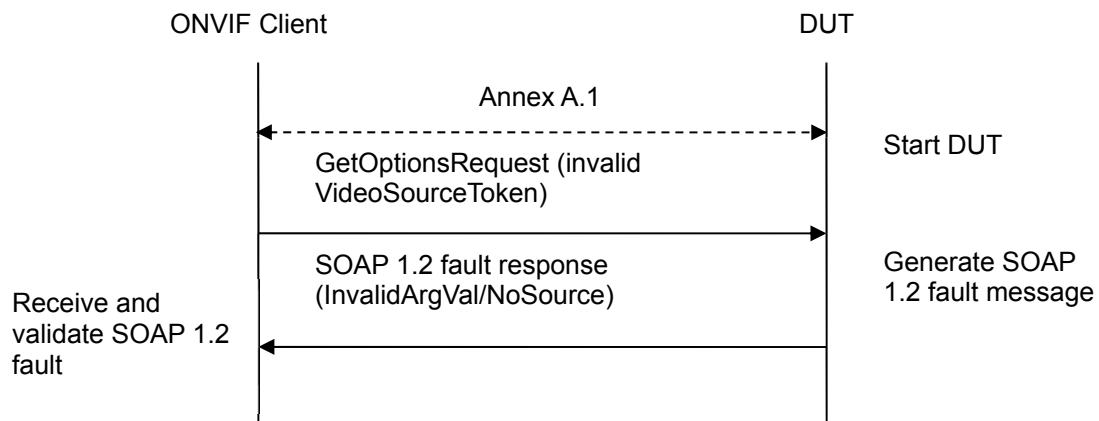 ONVIF Client
DUT
Annex A.1
Start DUT
GetOptionsRequest (invalid
VideoSourceToken)
SOAP 1.2 fault response
(InvalidArgVal/NoSource)
Generate SOAP
1.2 fault message
Receive and
validate SOAP 1.2
fault